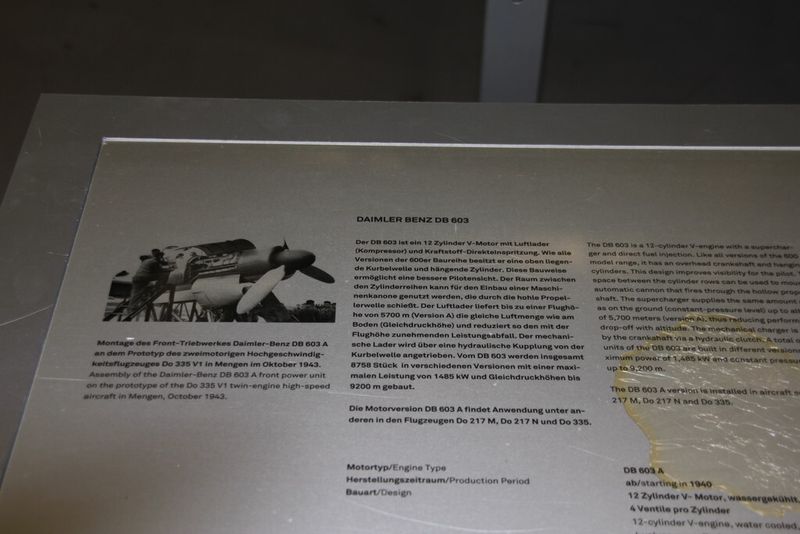 DAIMLER BENZ DB 603
Der DB 603 ist ein 12 Zylinder V-Motor mit Luftlader
(Kompressor) und Kraftstoff-Direkteinspritzung. Wie alle
Versionen der 600er Baureihe besitzt er eine oben liegen-
de Kurbelwelle und hängende Zylinder. Diese Bauweise
ermöglicht eine bessere Pilotensicht. Der Raum zwischen
den Zylinderreihen kann für den Einbau einer Maschi-
nenkanone genutzt werden, die durch die hohle Propel-
lerwelle schießt. Der Luftlader liefert bis zu einer Flughö-
he von 5700 m (Version A) die gleiche Luftmenge wie am
Boden (Gleichdruckhöhe) und reduziert so den mit der
Flughöhe zunehmenden Leistungsabfall. Der mechani-
sche Lader wird über eine hydraulische Kupplung von der
Kurbelwelle angetrieben. Vom DB 603 werden insgesamt
8758 Stück in verschiedenen Versionen mit einer maxi-
malen Leistung von 1485 kW und Gleichdruckhöhen bis
9200 m gebaut.
Die Motorversion DB 603 A findet Anwendung unter an-
deren in den Flugzeugen Do 217 M, Do 217 N und Do 335.
The DB 603 is a 12-cylinder V-engine with a supercharger
ger and direct fuel injection. Like all versions of the 600
model range, it has an overhead crankshaft and hanging
cylinders. This design improves visibility for the pilot.
space between the cylinder rows can be used to mou
automatic cannon that fires through the hollow prop
shaft. The supercharger supplies the same amount
as on the ground (constant-pressure level) up to alt
of 5,700 meters (version A), thus reducing perform
drop-off with altitude. The mechanical charger is
by the crankshaft via a hydraulic clutch. A total o
units of the DB 603 are built in different versions
ximum power of 1,485 kW and constant pressu
up to 9,200 m.
The DB 603 A version is installed in aircraft s
217 M, Do 217 N and Do 335.
Montage des Front-Triebwerkes Daimler-Benz DB 603 A
an dem Prototyp des zweimotorigen Hochgeschwindig-
keitsflugzeuges Do 335 V1 in Mengen im Oktober 1943.
Assembly of the Daimler-Benz DB 603 A front power unit
on the prototype of the Do 335 V1 twin-engine high-speed
aircraft in Mengen, October 1943.
Motortyp/Engine Type
Herstellungszeitraum/Production Period
Bauart/Design
DB 603 A
ab/starting in 1940
12 Zylinder V- Motor, wassergekühlt,
4 Ventile pro Zylinder
12-cylinder V-engine, water cooled,